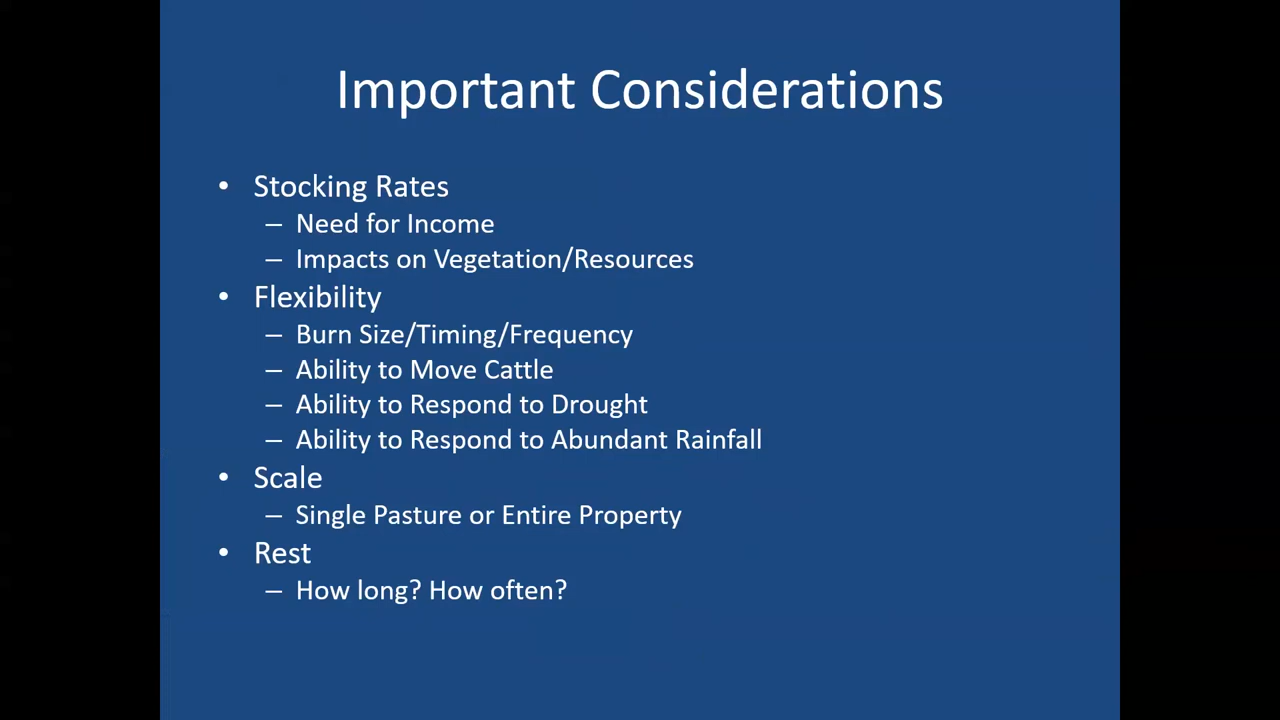 Important Considerations
• Stocking Rates
– Need for Income
– Impacts on Vegetation/Resources
• Flexibility
– Burn Size/Timing/Frequency
– Ability to Move Cattle
– Ability to Respond to Drought
– Ability to Respond to Abundant Rainfall
• Scale
– Single Pasture or Entire Property
• Rest
– How long? How often?